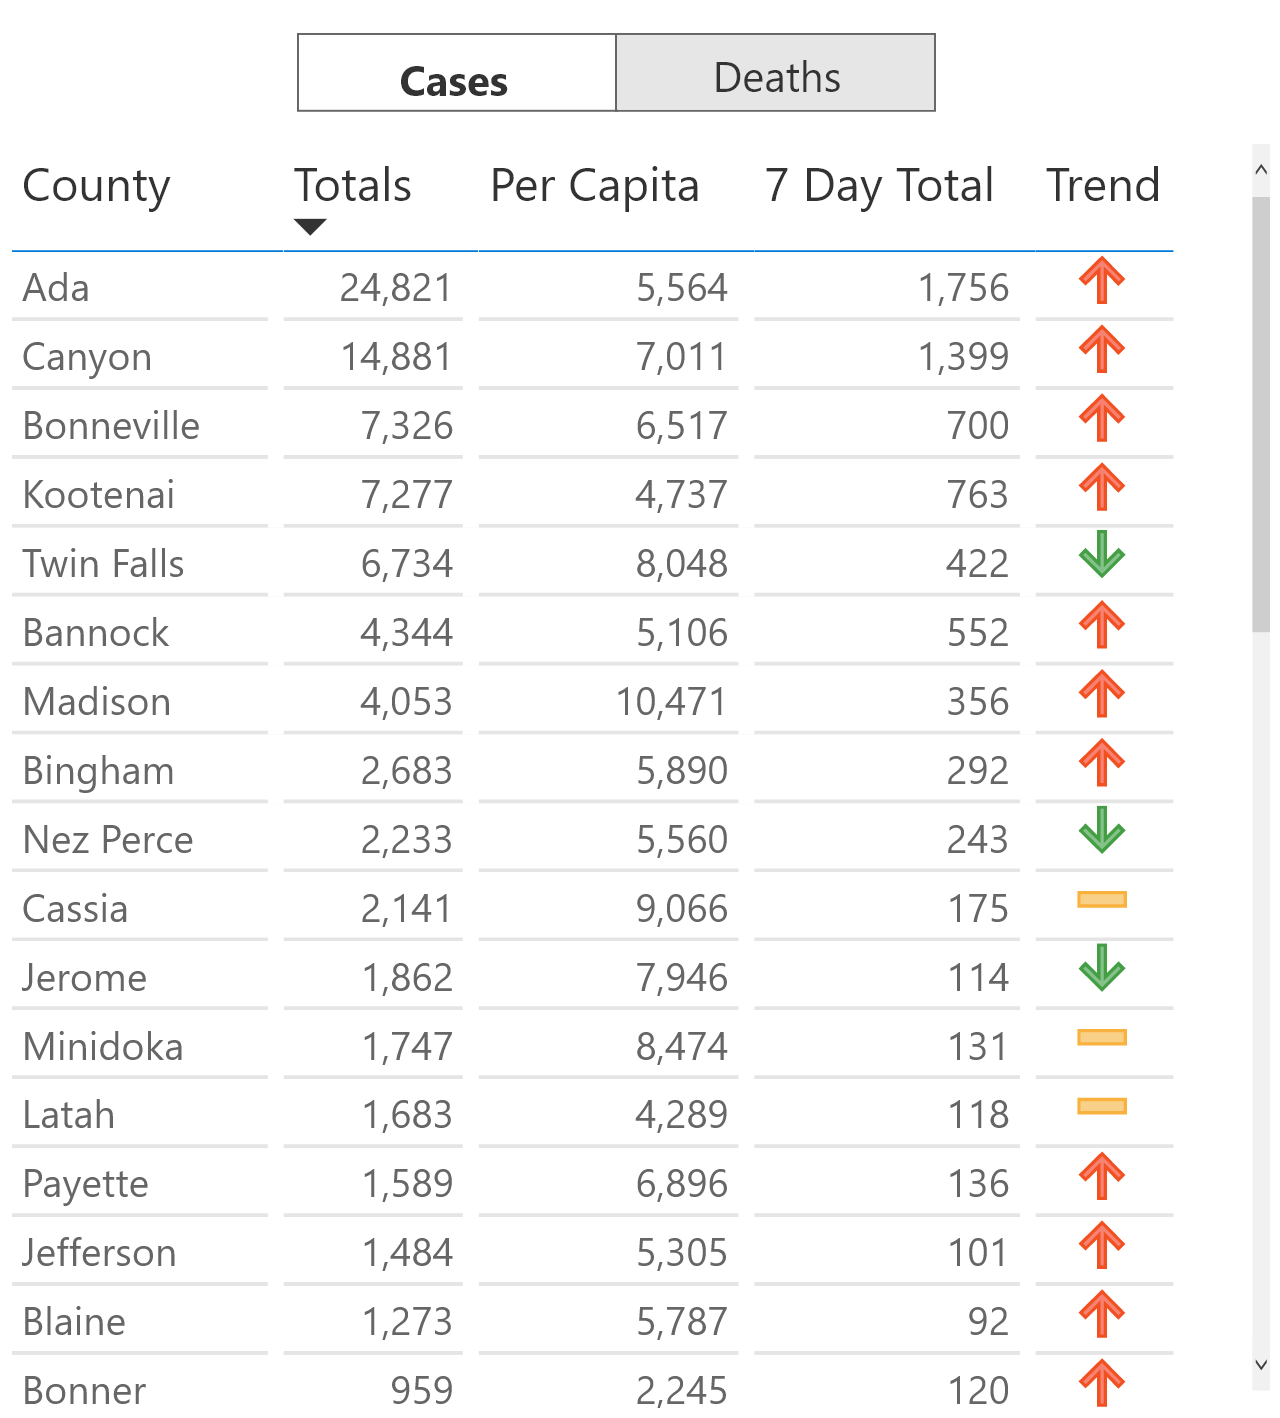 Cases Deaths
County Totals Per Capita 7 Day Total Trend
Ada 24,821 5,564 1,756
Canyon 14,881 7,011 1,399
Bonneville 7,326 6,517 700
Kootenai 7,277 4,737 763
Twin Falls 6,734 8,048 422
Bannock 4,344 5,106 552
Madison 4,053 10,471 356
Bingham 2,683 5,890 292
Nez Perce 2,233 5,560 243
Cassia 2,141 9,066 175
Jerome 1,862 7,946 114
Minidoka 1,747 8,474 131
Latah 1,683 4,289 118
Payette 1,589 6,896 136
Jefferson 1,484 5,305 101
Blaine 1,273 5,787 92
Bonner 959 2,245 120